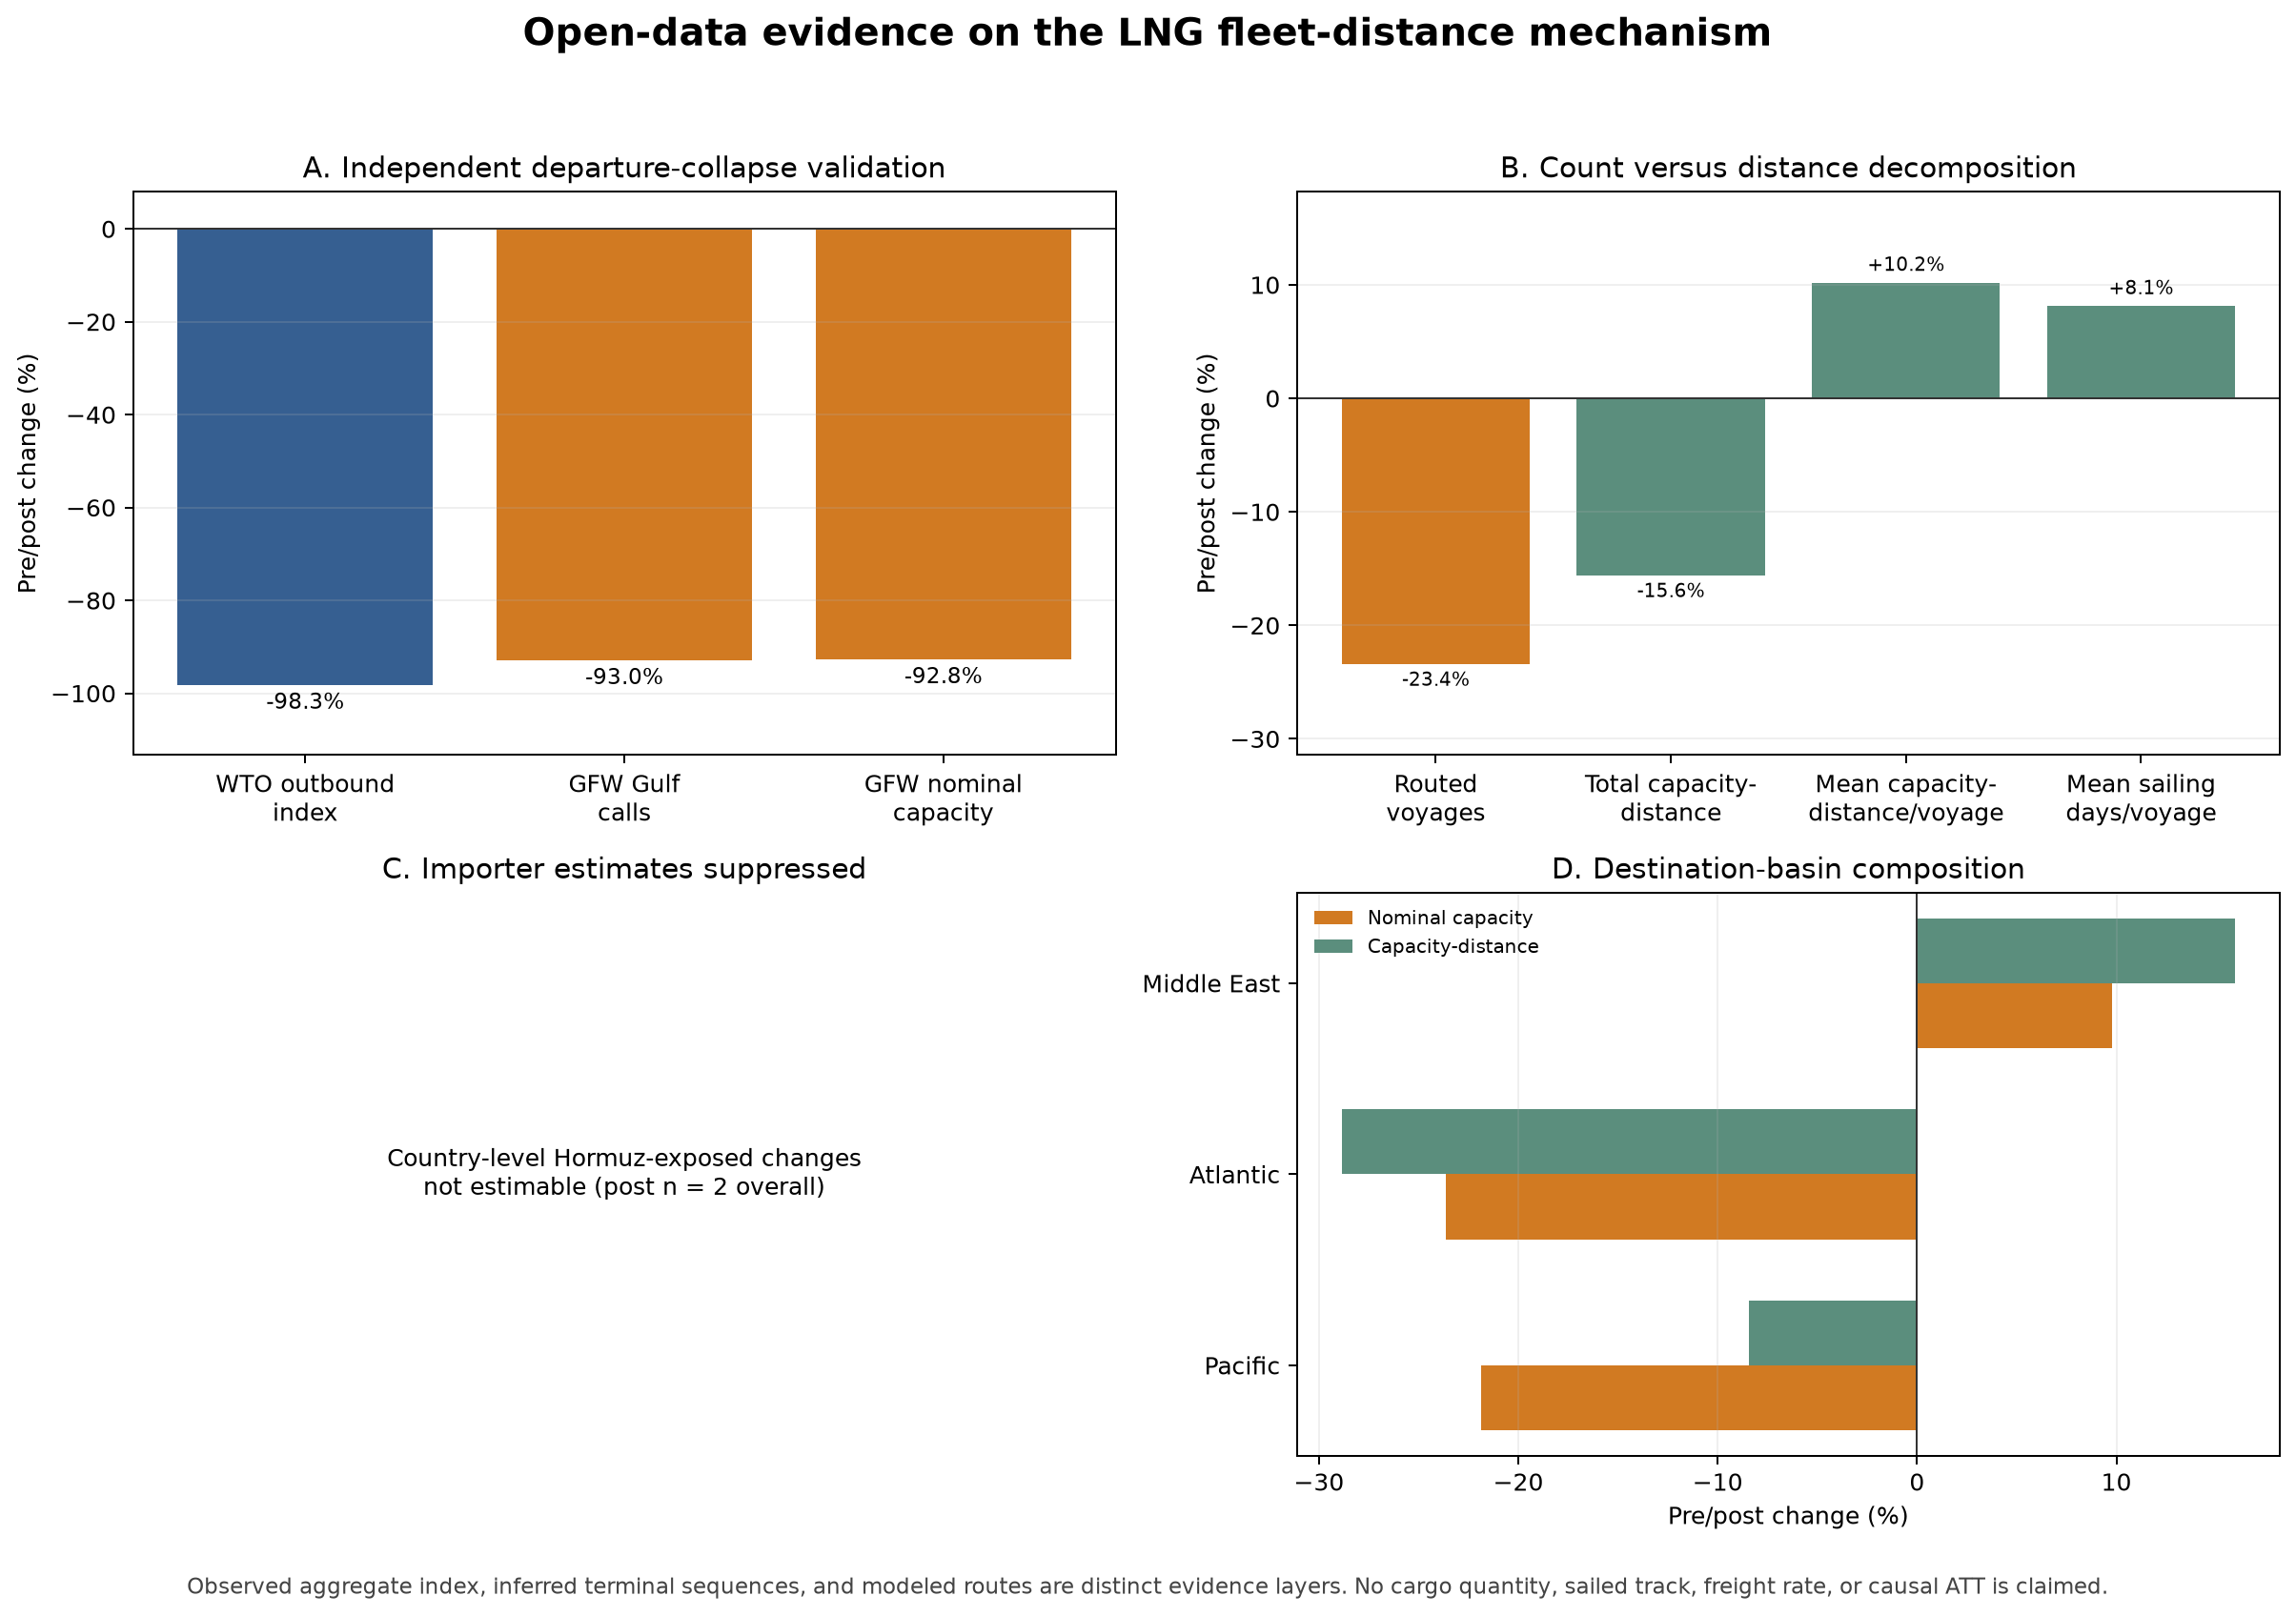 Open-data evidence on the LNG fleet-distance mechanism
A. Independent departure-collapse validation
Pre/post change (%)
0
−20
−40
−60
−80
−100
-98.3%
-93.0%
-92.8%
WTO outbound
index
GFW Gulf
calls
GFW nominal
capacity
B. Count versus distance decomposition
Pre/post change (%)
10
0
−10
−20
−30
-23.4%
-15.6%
+10.2%
+8.1%
Routed
voyages
Total capacity-
distance
Mean capacity-
distance/voyage
Mean sailing
days/voyage
C. Importer estimates suppressed
Country-level Hormuz-exposed changes
not estimable (post n = 2 overall)
D. Destination-basin composition
Nominal capacity
Capacity-distance
Middle East
Atlantic
Pacific
−30
−20
−10
0
10
Pre/post change (%)
Observed aggregate index, inferred terminal sequences, and modeled routes are distinct evidence layers. No cargo quantity, sailed track, freight rate, or causal ATT is claimed.